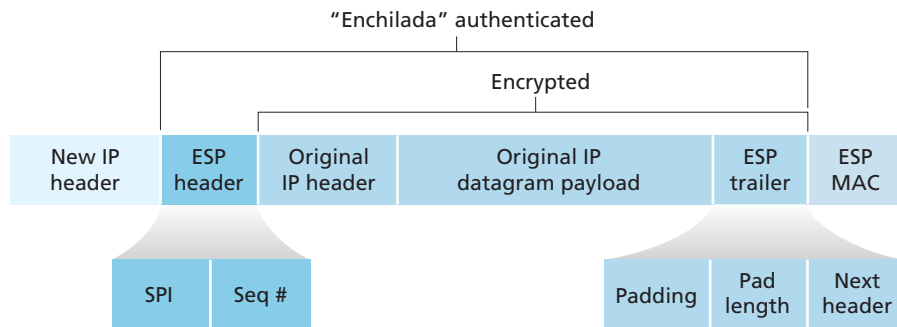 “Enchilada” authenticated
Encrypted
New IP
header
ESP
header
Original
IP header
Original IP
datagram payload
ESP
trailer
ESP
MAC
SPI
Seq #
Padding
Pad
length
Next
header